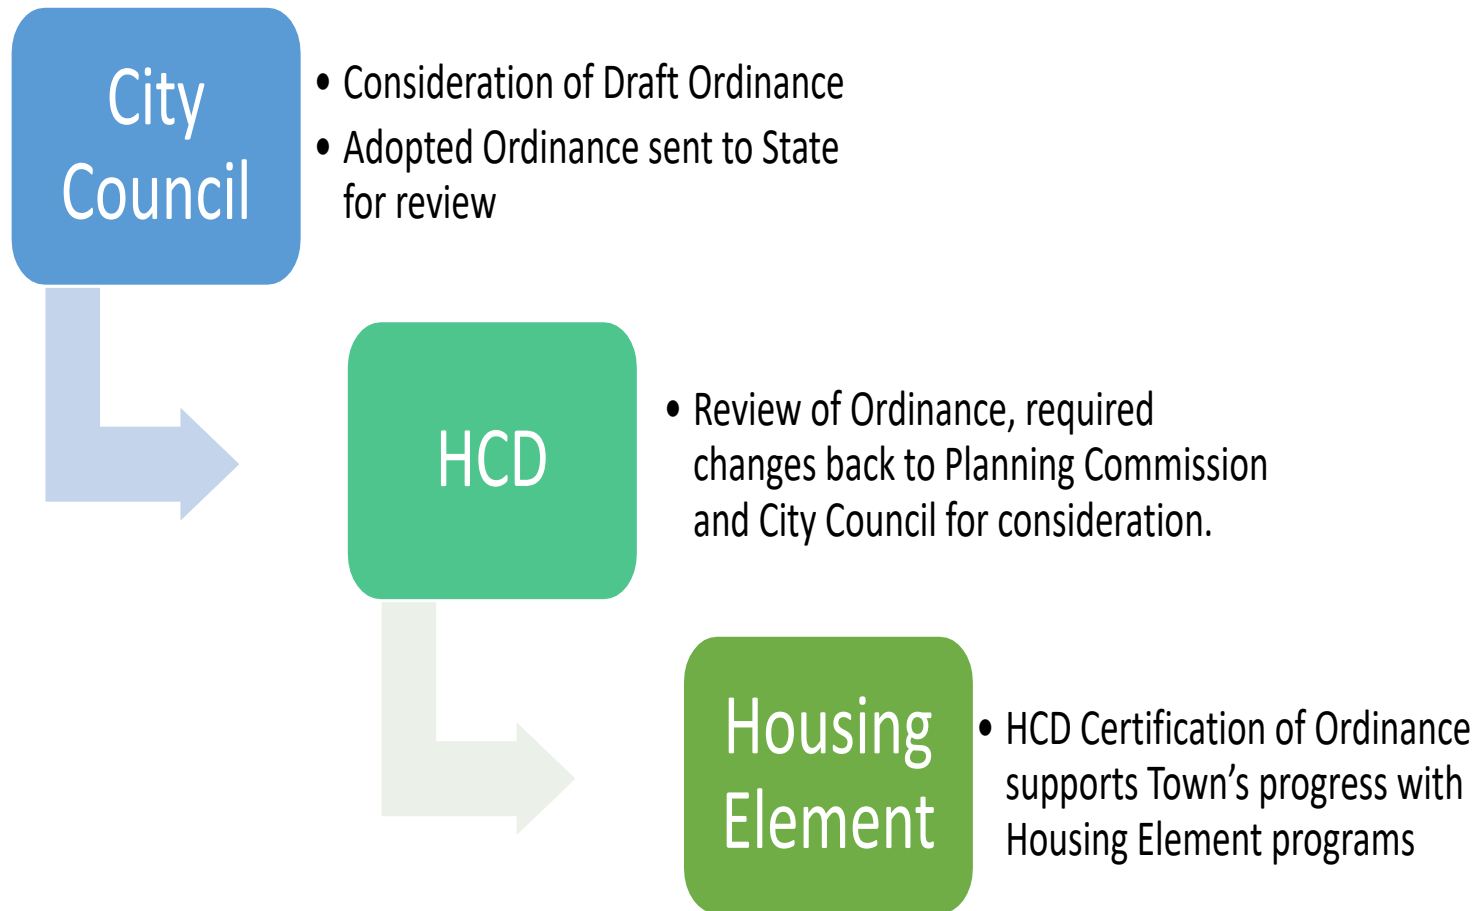 City
Council
• Consideration of Draft Ordinance
• Adopted Ordinance sent to State
for review
HCD
• Review of Ordinance, required
changes back to Planning Commission
and City Council for consideration.
Housing
Element
• HCD Certification of Ordinance
supports Town’s progress with
Housing Element programs